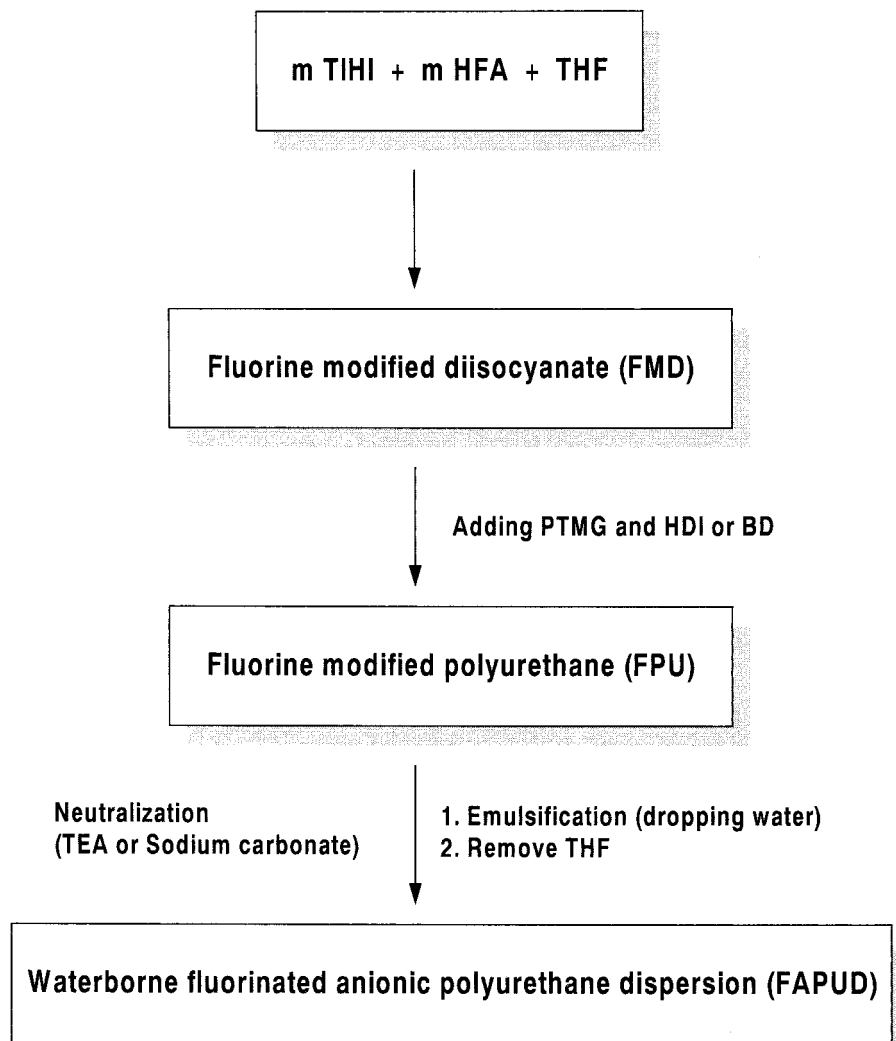 m TIHI + m HFA + THF
Fluorine modified diisocyanate (FMD)
Adding PTMG and HDI or BD
Fluorine modified polyurethane (FPU)
Neutralization
(TEA or Sodium carbonate)
1. Emulsification (dropping water)
2. Remove THF
Waterborne fluorinated anionic polyurethane dispersion (FAPUD)